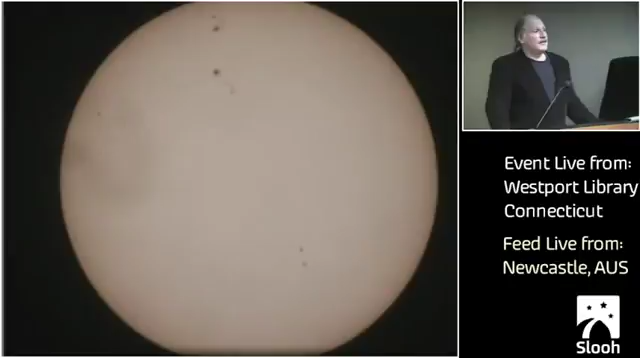 Event Live from:
Westport Library
Connecticut
Feed Live from:
Newcastle, AUS
Slooh